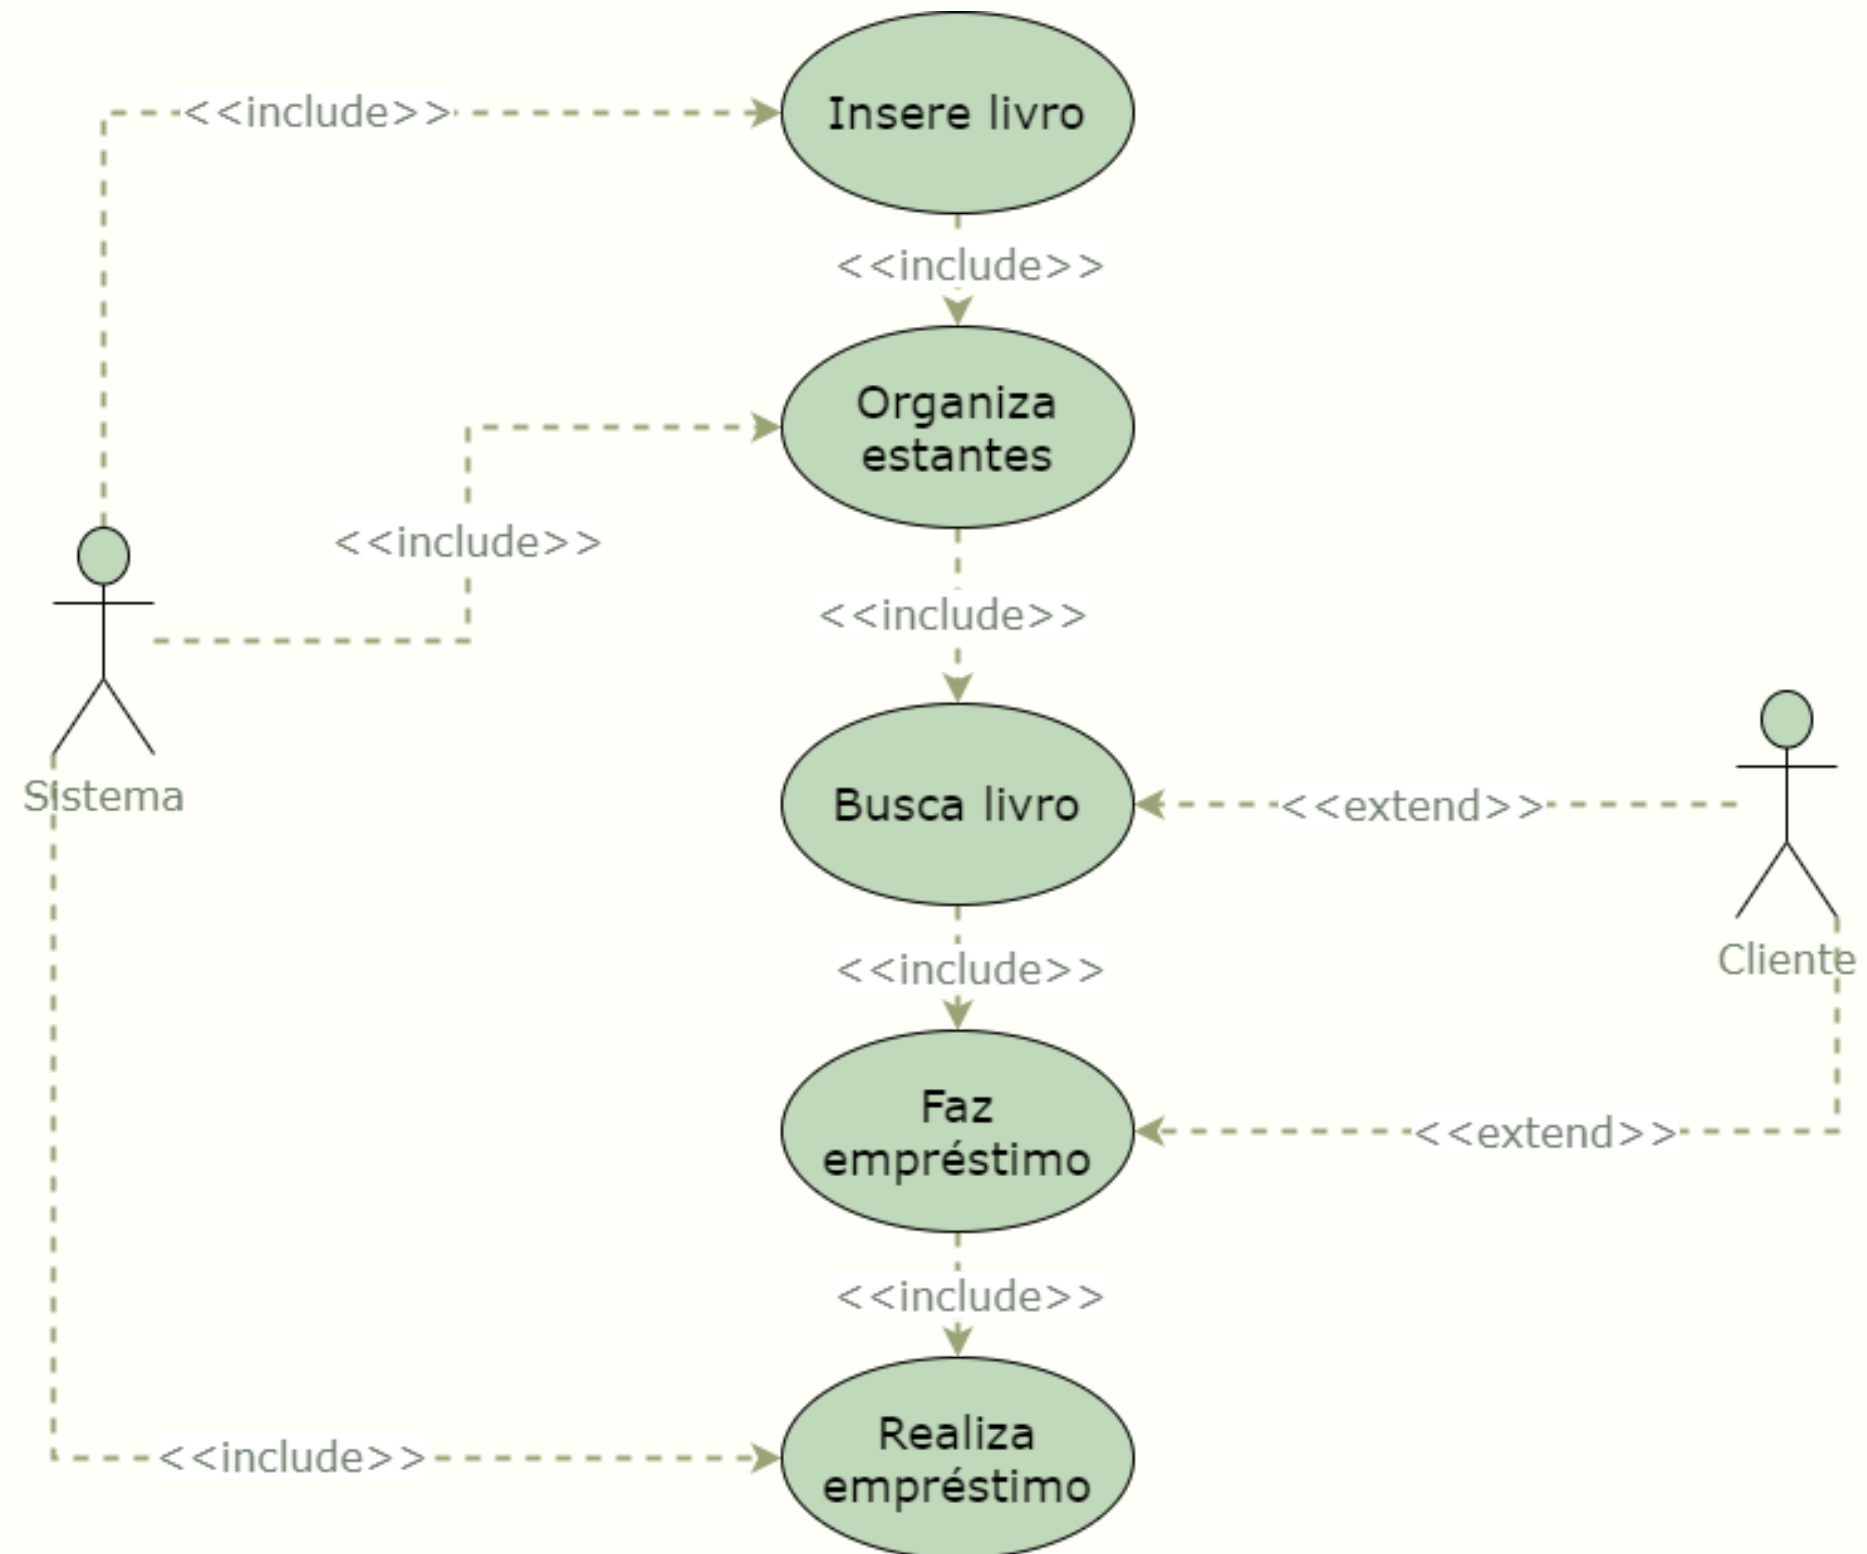 <<include>>
Insere livro
<<include>>
Organiza
estantes
<<include>>
<<include>>
Sistema
Busca livro
<<extend>>
<<include>>
Cliente
Faz
empréstimo
<<extend>>
<<include>>
Realiza
empréstimo
<<include>>